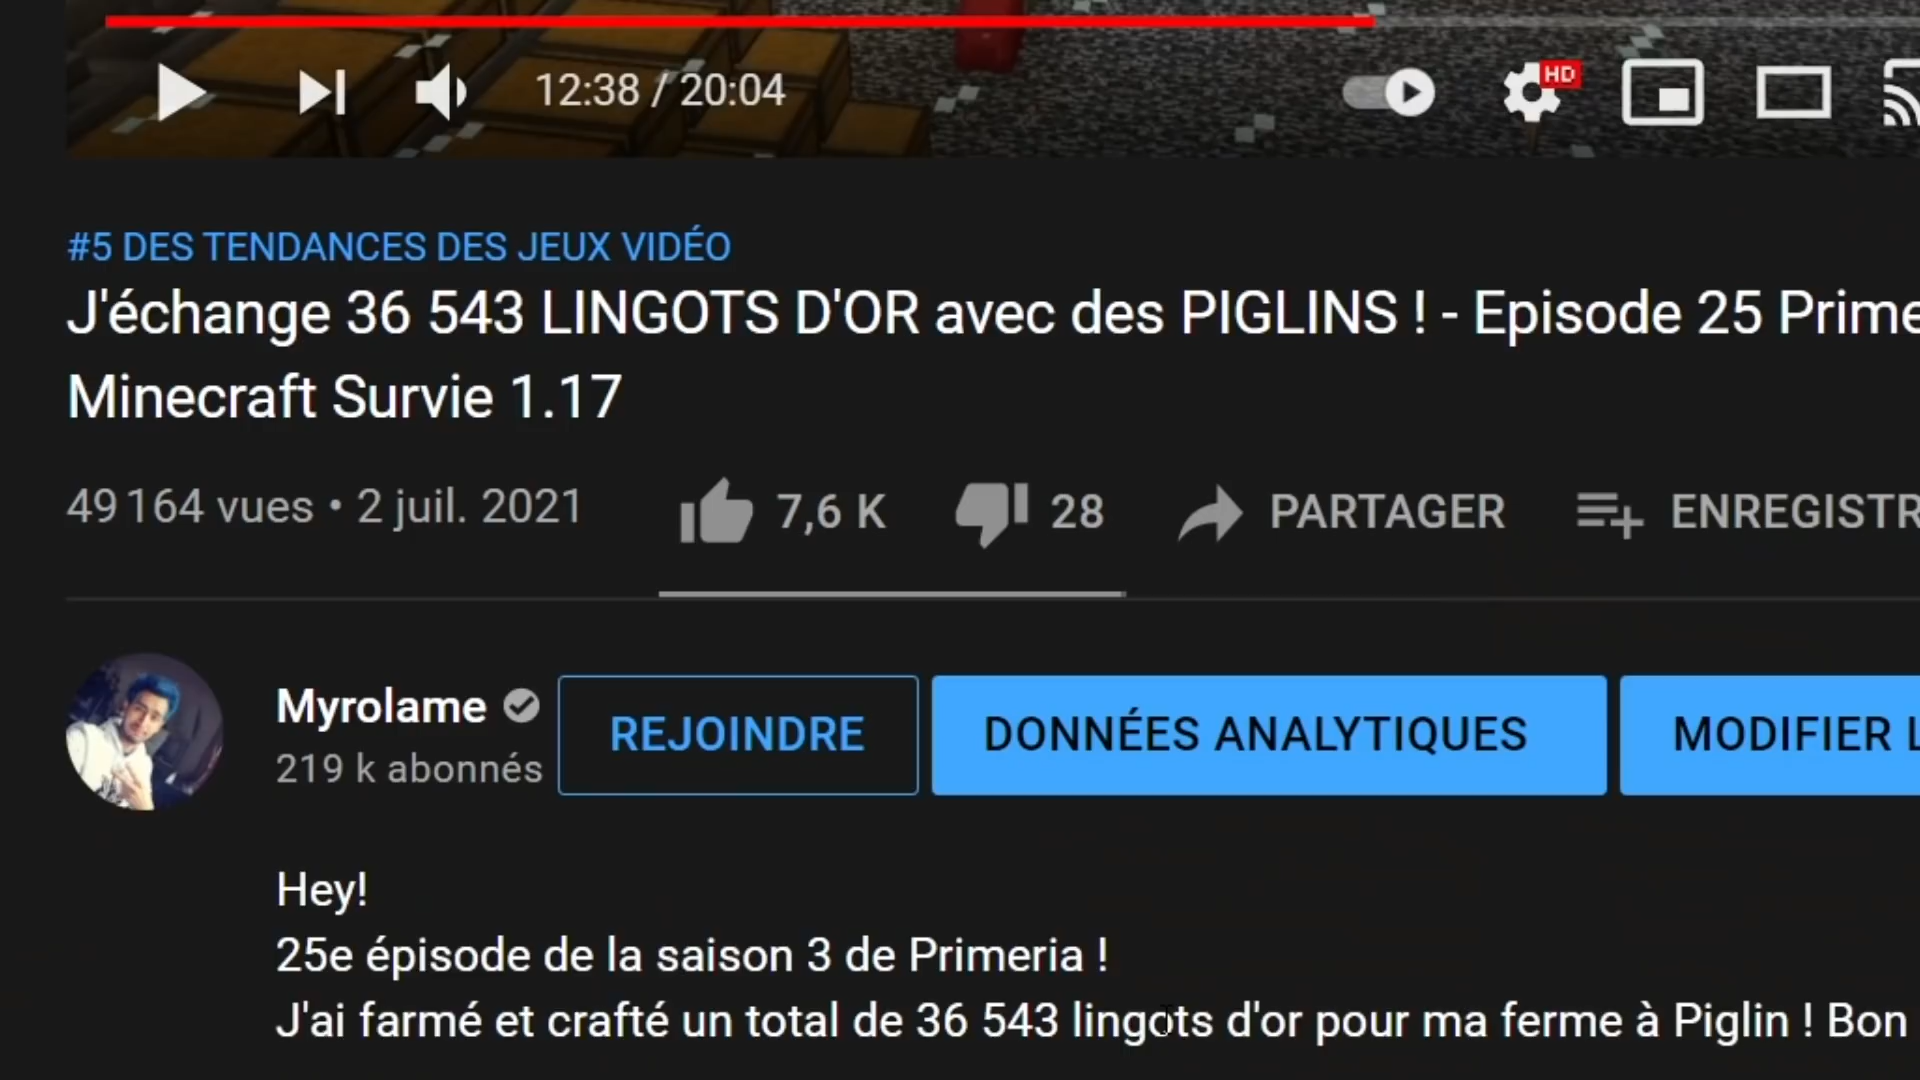 12:38 / 20:04
HD
#5 DES TENDANCES DES JEUX VIDÉO
J'échange 36 543 LINGOTS D'OR avec des PIGLINS ! - Episode 25 Prime
Minecraft Survie 1.17
49 164 vues • 2 juil. 2021 7,6 K 28 PARTAGER ENREGISTR
Myrolame REJOINDRE DONNÉES ANALYTIQUES MODIFIER L
219 k abonnés
Hey!
25e épisode de la saison 3 de Primeria !
J'ai farmé et crafté un total de 36 543 lingots d'or pour ma ferme à Piglin ! Bon